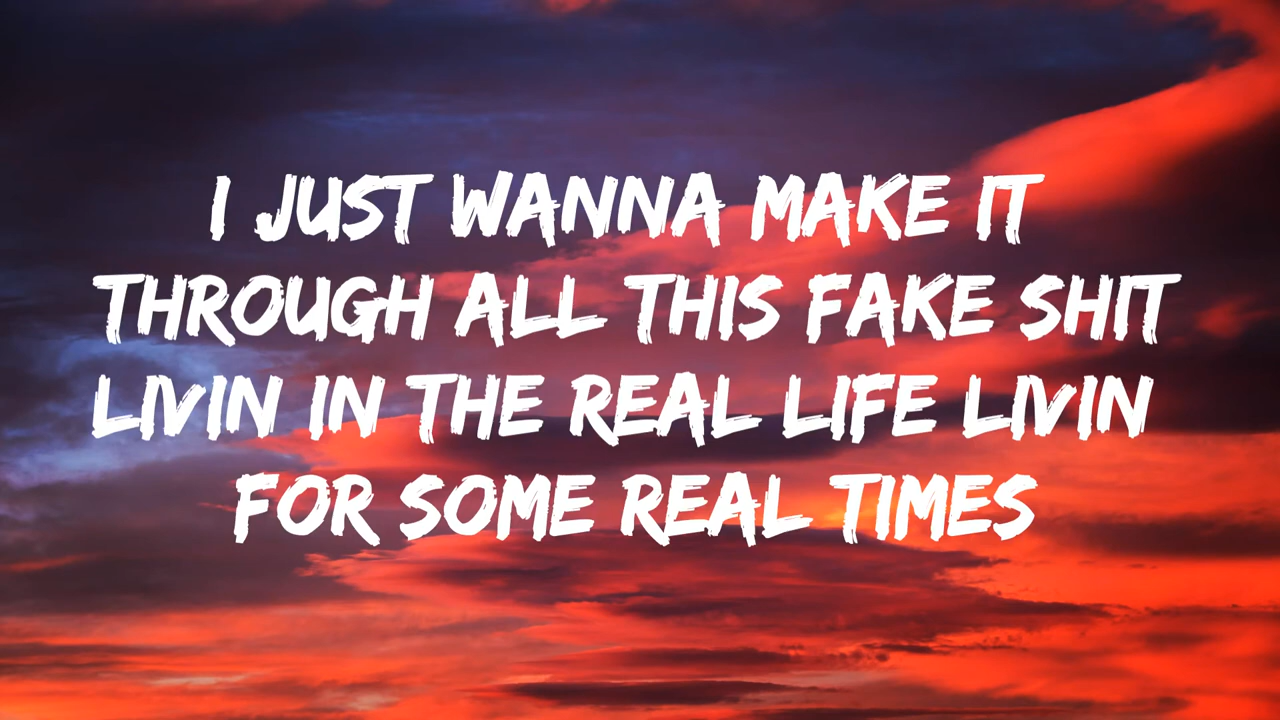 I JUST WANNA MAKE IT
THROUGH ALL THIS FAKE SHIT
LIVIN IN THE REAL LIFE LIVIN
FOR SOME REAL TIMES